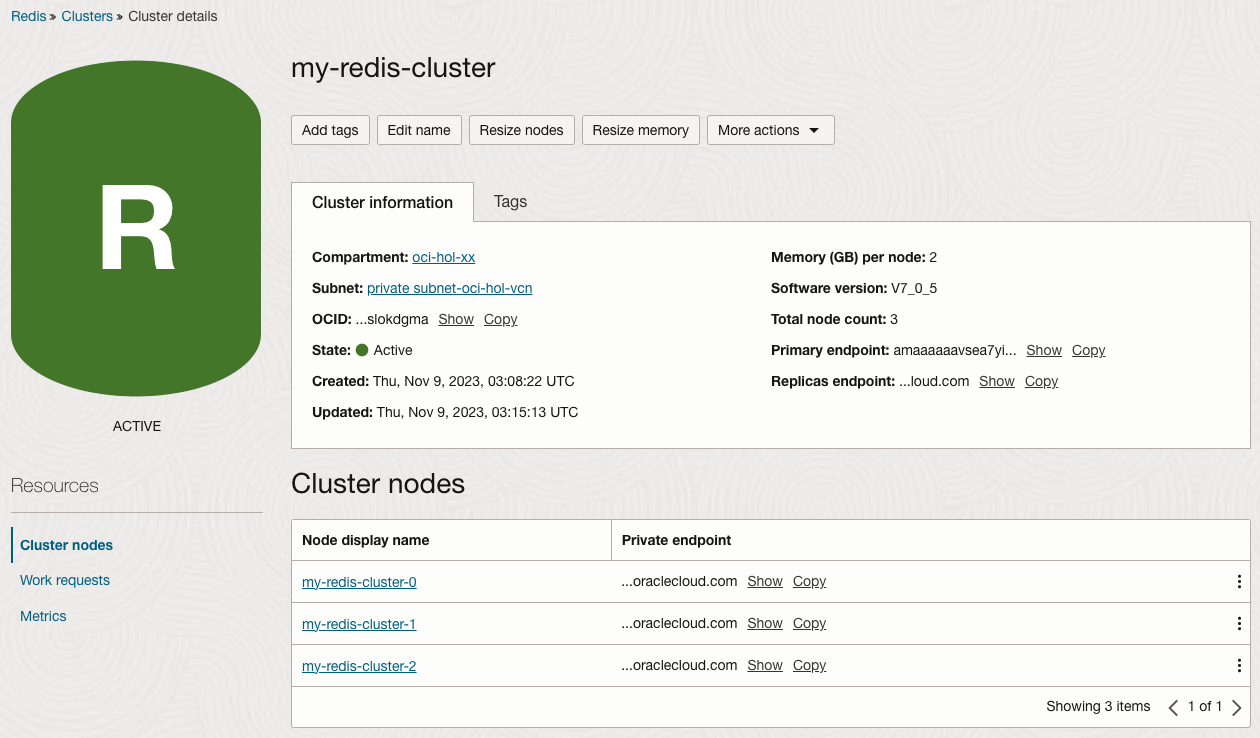 Redis » Clusters » Cluster details
R
ACTIVE
my-redis-cluster
Add tags
Edit name
Resize nodes
Resize memory
More actions
Cluster information
Tags
Compartment: oci-hol-xx
Subnet: private subnet-oci-hol-vcn
OCID: ...slokdgma Show Copy
State: Active
Created: Thu, Nov 9, 2023, 03:08:22 UTC
Updated: Thu, Nov 9, 2023, 03:15:13 UTC
Memory (GB) per node: 2
Software version: V7_0_5
Total node count: 3
Primary endpoint: amaaaaaavsea7yi... Show Copy
Replicas endpoint: ...loud.com Show Copy
Resources
Cluster nodes
Work requests
Metrics
Cluster nodes
Node display name Private endpoint
my-redis-cluster-0 ...oraclecloud.com Show Copy
my-redis-cluster-1 ...oraclecloud.com Show Copy
my-redis-cluster-2 ...oraclecloud.com Show Copy
Showing 3 items 1 of 1